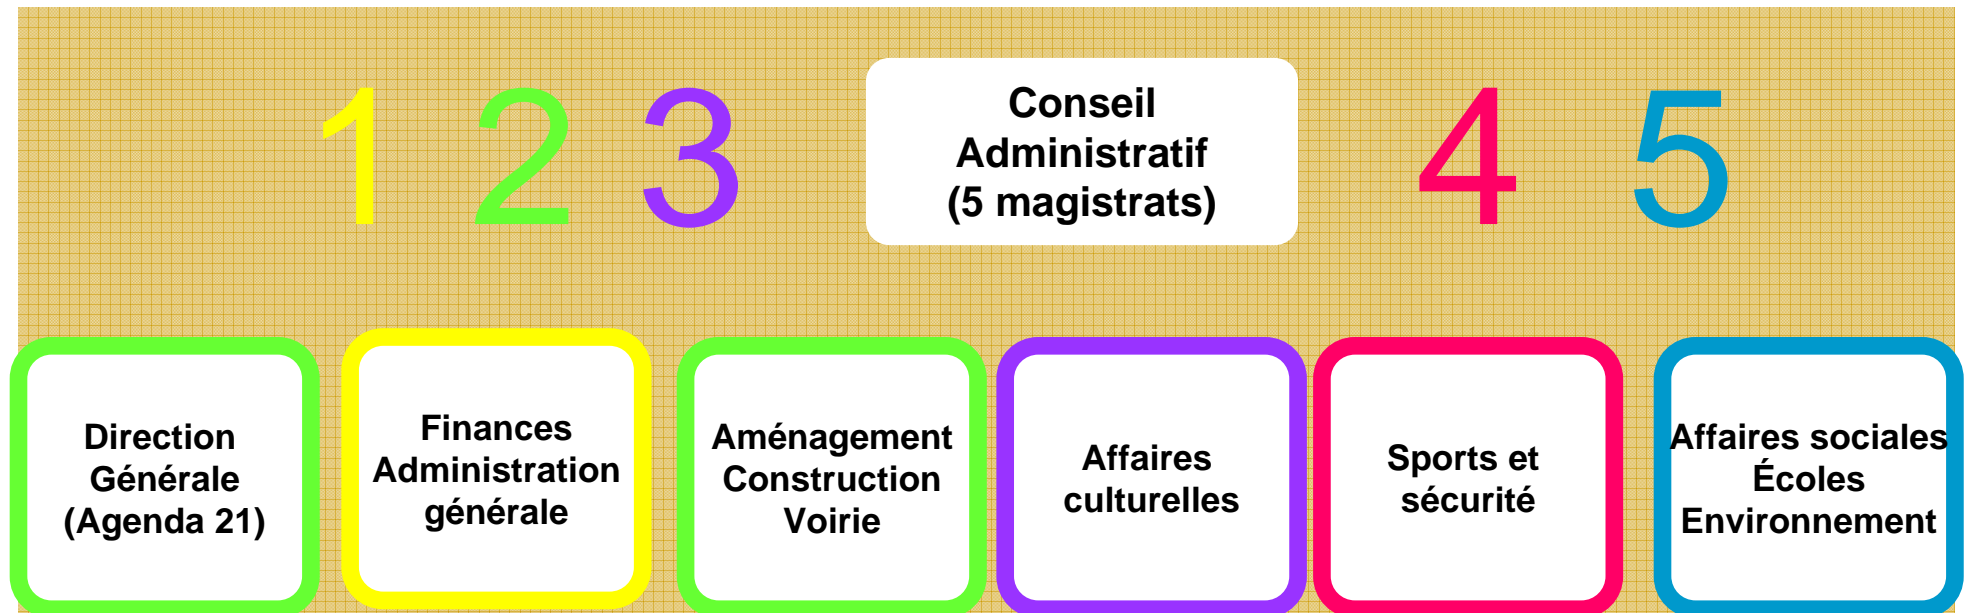 1 2 3
Conseil
Administratif
(5 magistrats)
4 5
Direction
Générale
(Agenda 21)
Finances
Administration
générale
Aménagement
Construction
Voirie
Affaires
culturelles
Sports et
sécurité
Affaires sociales
Écoles
Environnement